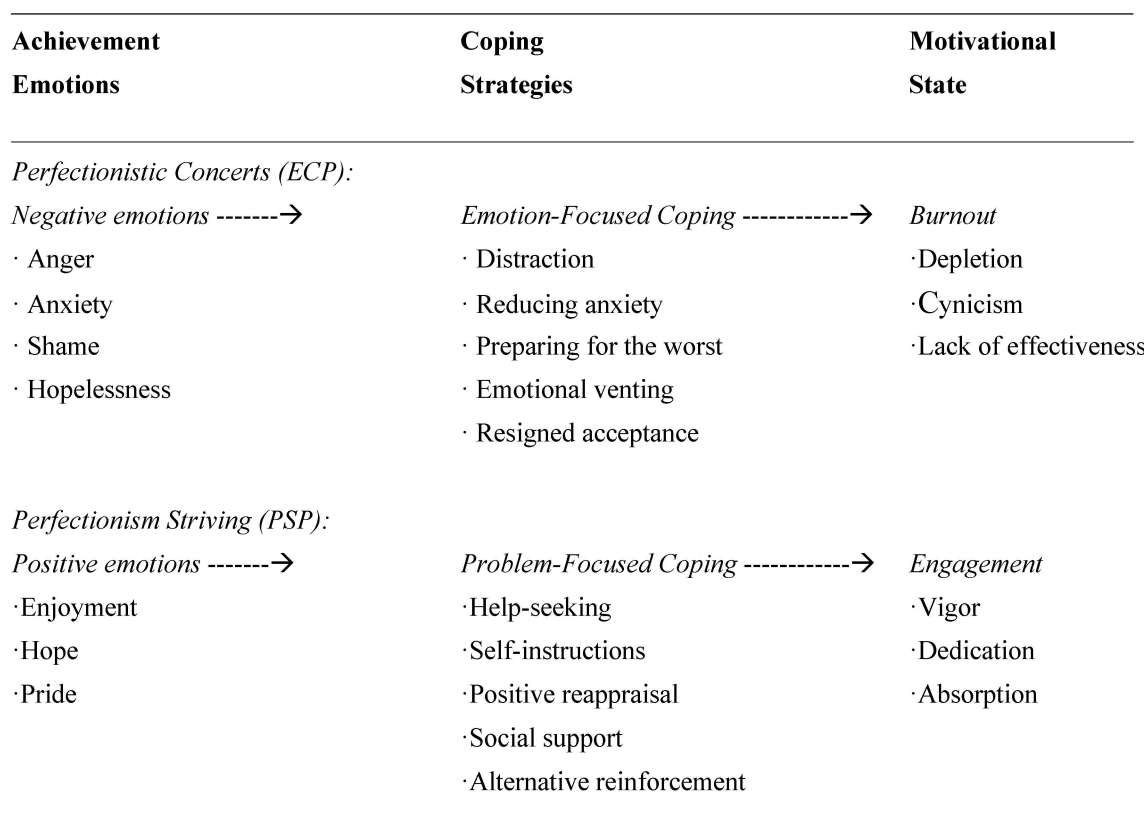 Achievement Coping Motivational
Emotions Strategies State
Perfectionistic Concerts (ECP):
Negative emotions -------→ Emotion-Focused Coping ------------→ Burnout
· Anger · Distraction ·Depletion
· Anxiety · Reducing anxiety ·Cynicism
· Shame · Preparing for the worst ·Lack of effectiveness
· Hopelessness · Emotional venting
· Resigned acceptance
Perfectionism Striving (PSP):
Positive emotions -------→ Problem-Focused Coping ------------→ Engagement
·Enjoyment ·Help-seeking ·Vigor
·Hope ·Self-instructions ·Dedication
·Pride ·Positive reappraisal ·Absorption
·Social support
·Alternative reinforcement